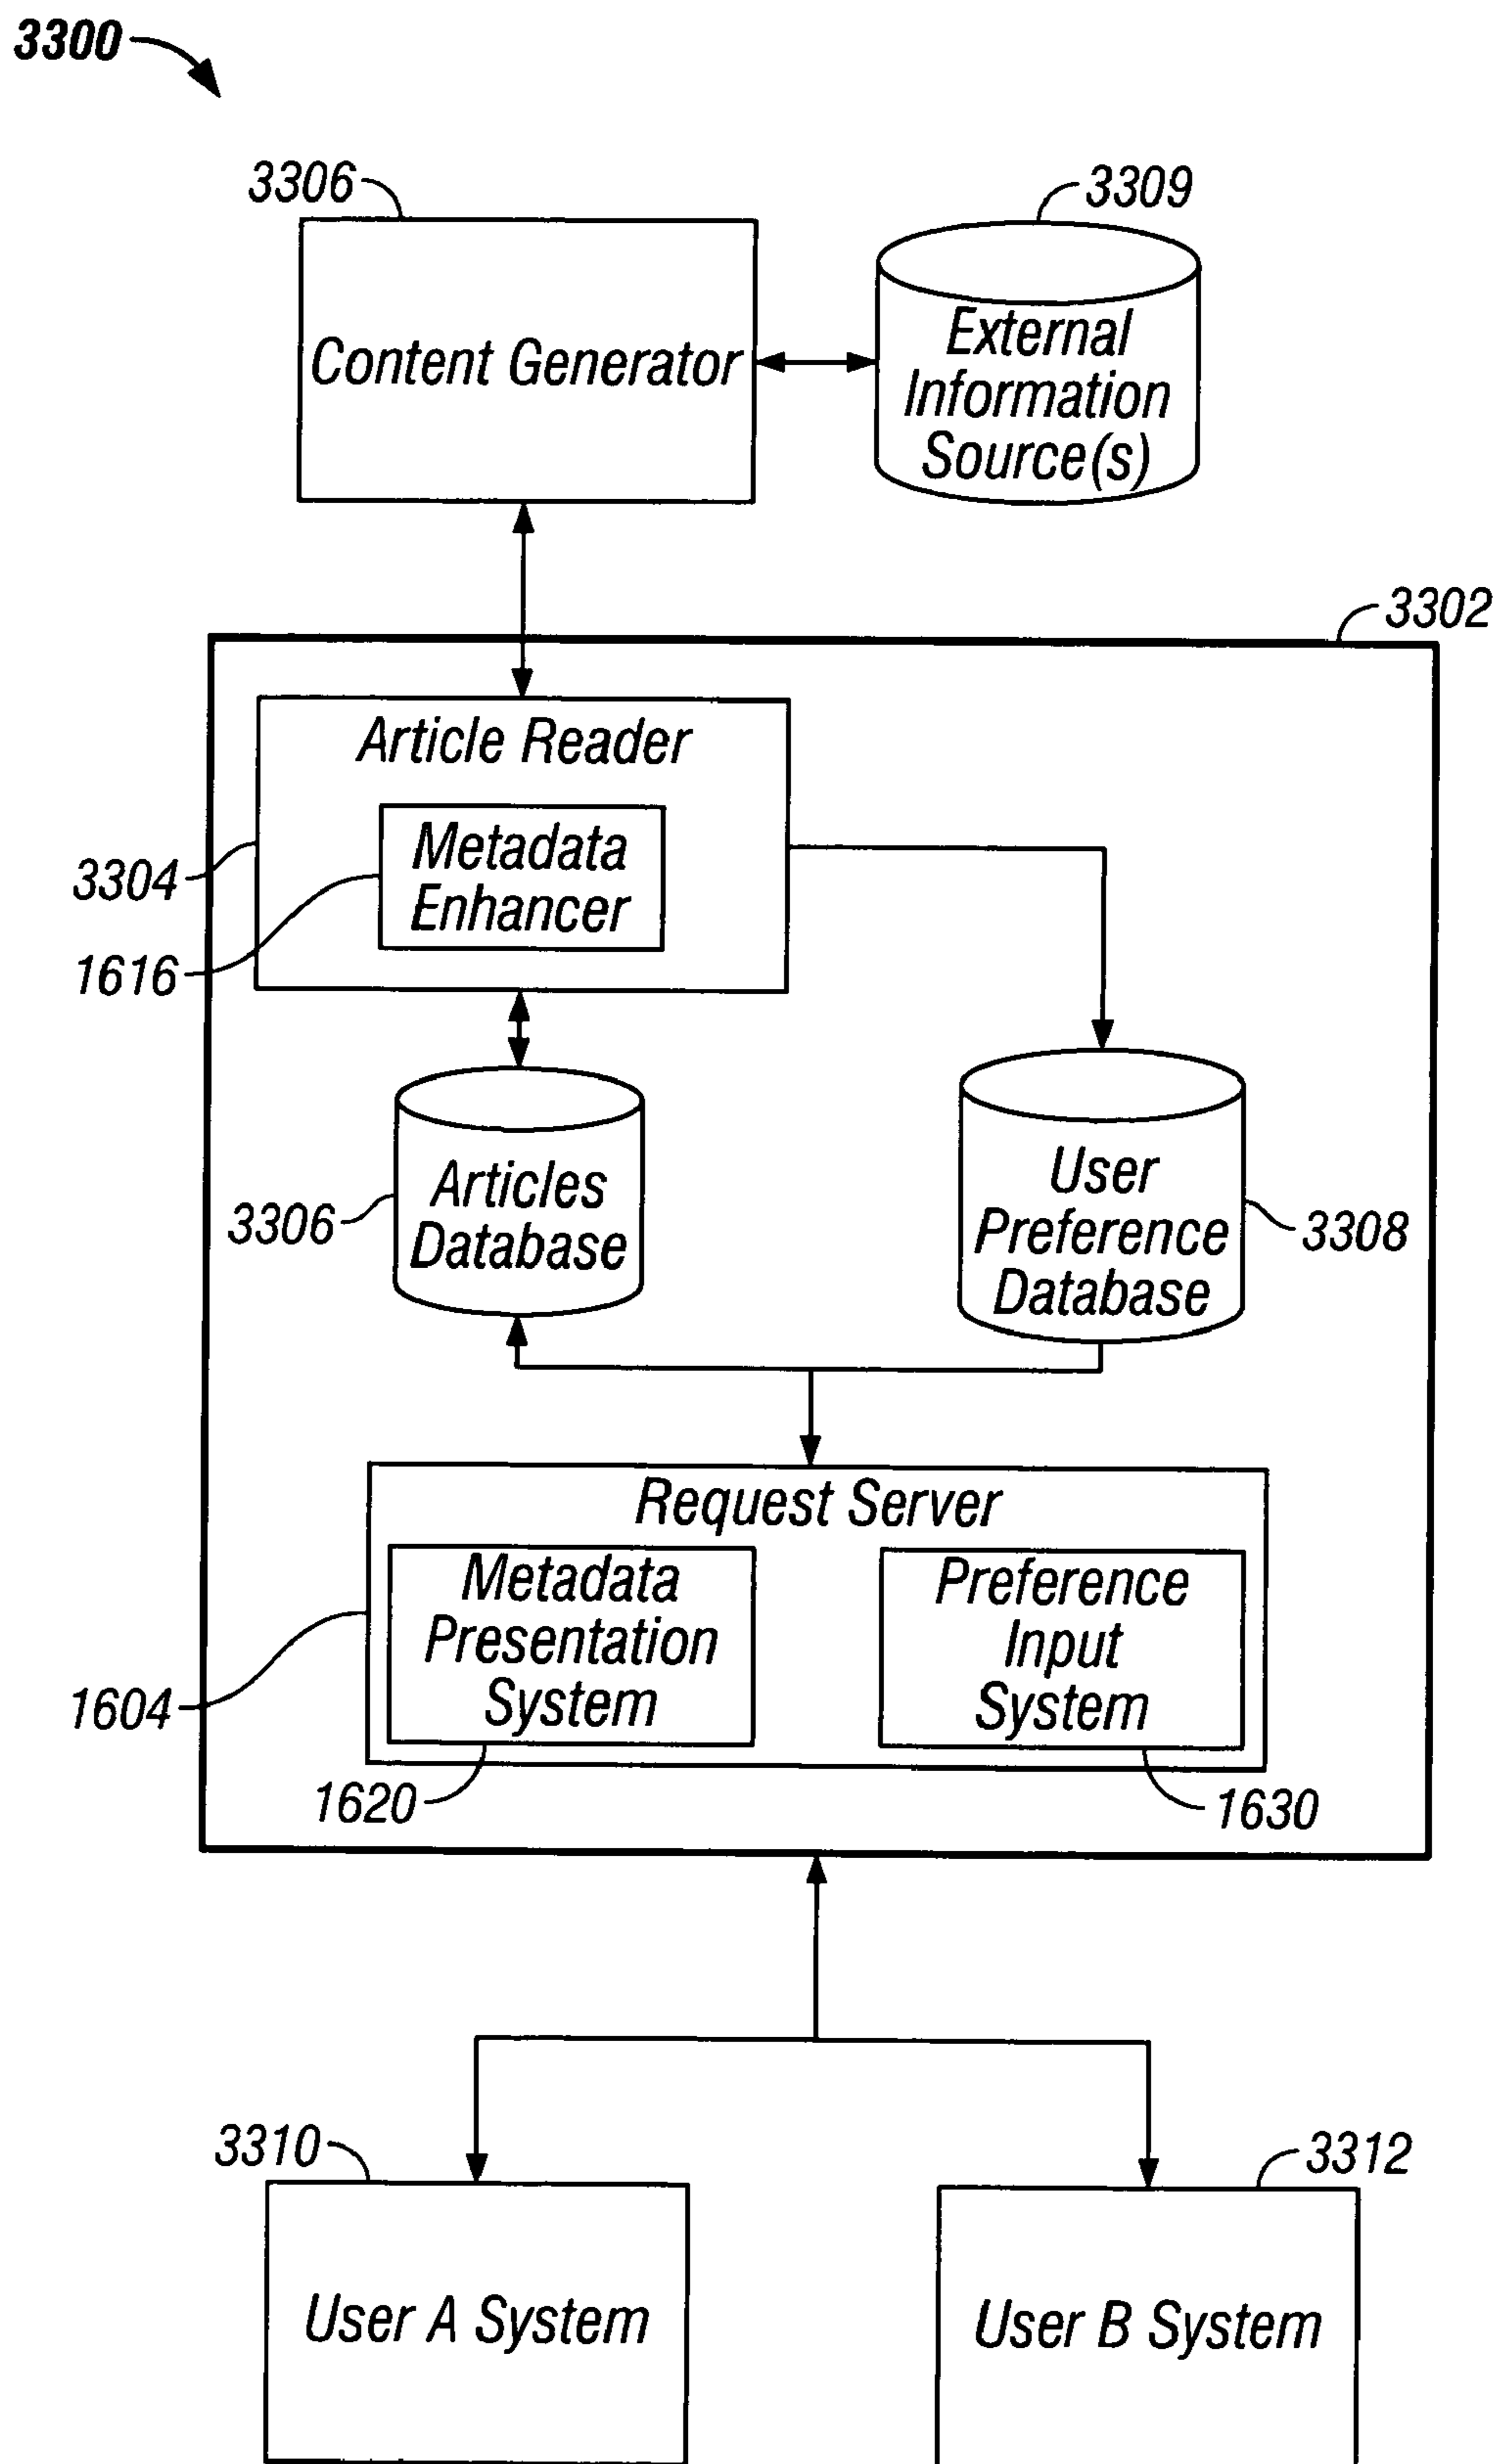 3300
3306
3309
Content Generator
External
Information
Source(s)
3302
Article Reader
Metadata
Enhancer
3304
1616
Articles
Database
3306
User
Preference
Database
3308
Request Server
Metadata
Presentation
System
Preference
Input
System
1604
1620
1630
3310
3312
User A System
User B System